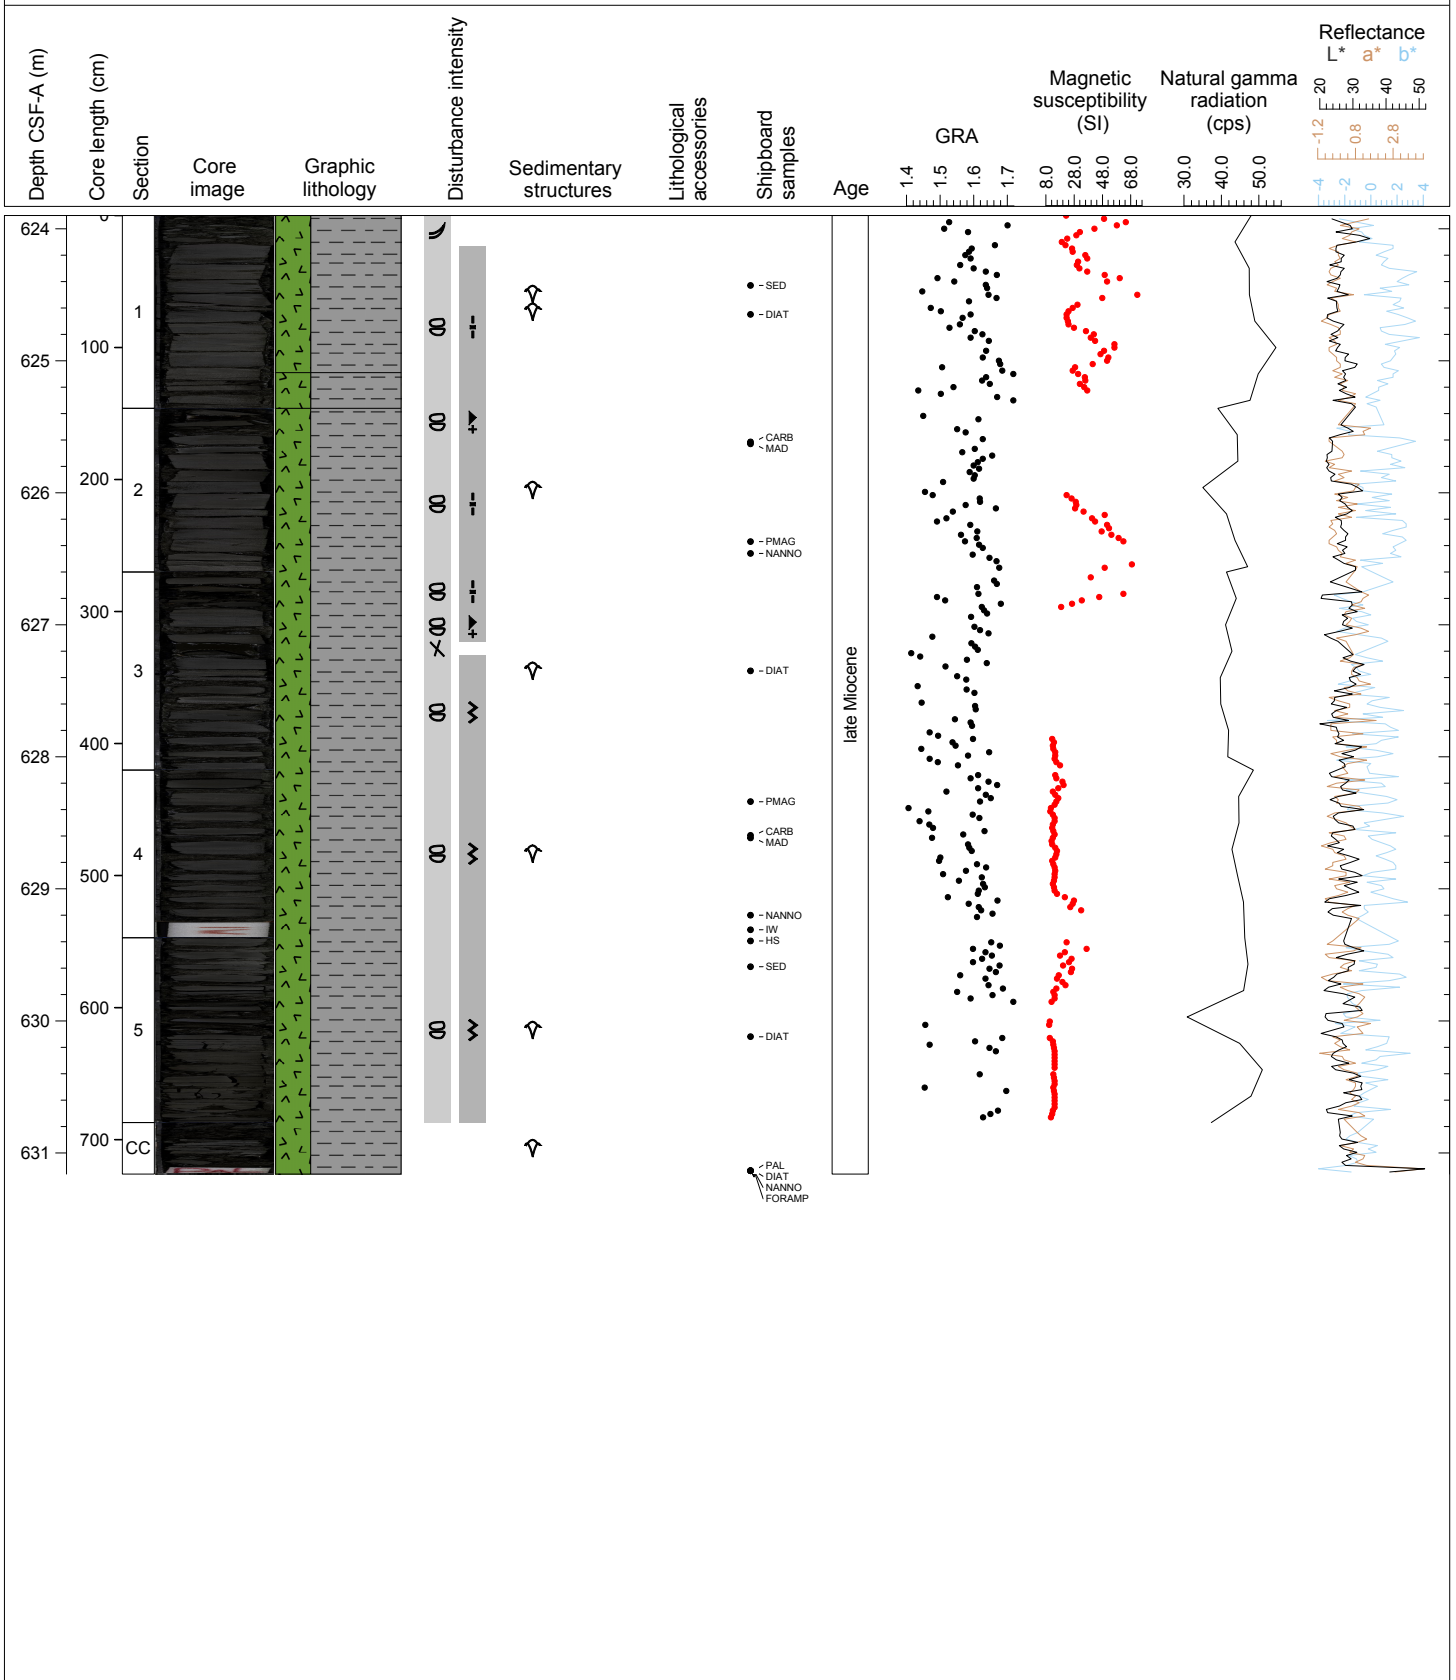 Depth CSF-A (m)
Core length (cm)
Section
Core
image
Graphic
lithology
Disturbance intensity
Sedimentary
structures
Lithological
accessories
Shipboard
samples
Age
GRA
1.4 1.5 1.6 1.7
Magnetic
susceptibility
(SI)
8.0 28.0 48.0 68.0
Natural gamma
radiation
(cps)
30.0 40.0 50.0
Reflectance
L* a* b*
20 30 40 50
-1.2 0.8 2.8
-4 -2 0 2 4
624
625
626
627
628
629
630
631
0
100
200
300
400
500
600
700
1
2
3
4
5
CC
SED
DIAT
CARB
MAD
PMAG
NANNO
DIAT
PMAG
CARB
MAD
NANNO
IW
HS
SED
DIAT
PAL
DIAT
NANNO
FORAMP
late Miocene